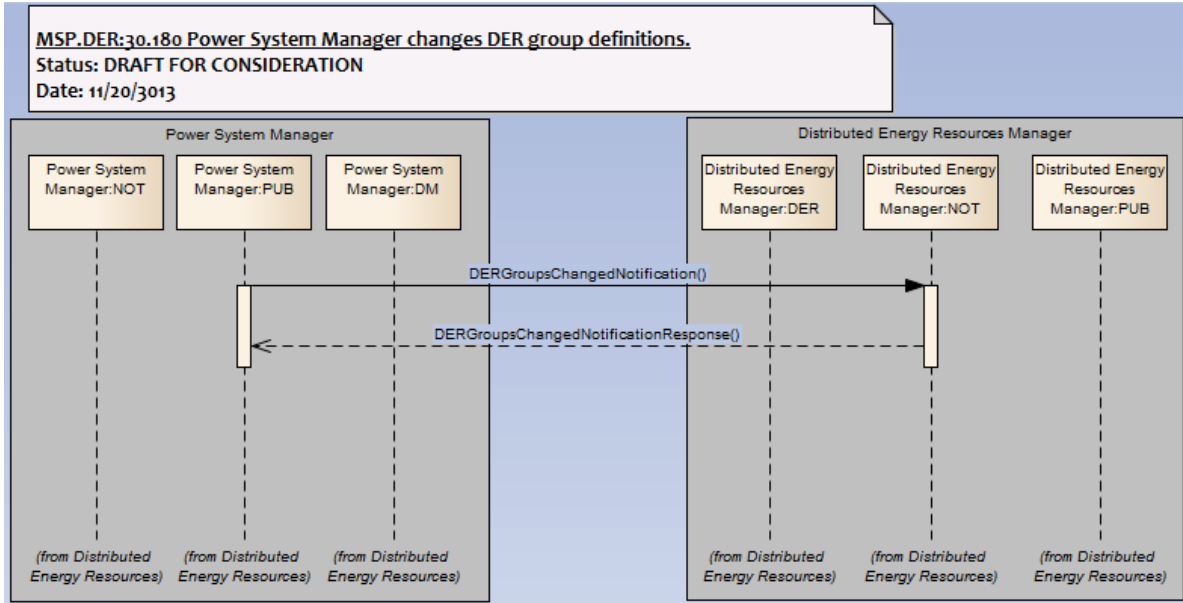 MSP.DER:30.180 Power System Manager changes DER group definitions.
Status: DRAFT FOR CONSIDERATION
Date: 11/20/3013
Power System Manager
Distributed Energy Resources Manager
Power System
Manager:NOT
Power System
Manager:PUB
Power System
Manager:DM
Distributed Energy
Resources
Manager:DER
Distributed Energy
Resources
Manager:NOT
Distributed Energy
Resources
Manager:PUB
DERGroupsChangedNotification()
DERGroupsChangedNotificationResponse()
(from Distributed
Energy Resources)
(from Distributed
Energy Resources)
(from Distributed
Energy Resources)
(from Distributed
Energy Resources)
(from Distributed
Energy Resources)
(from Distributed
Energy Resources)